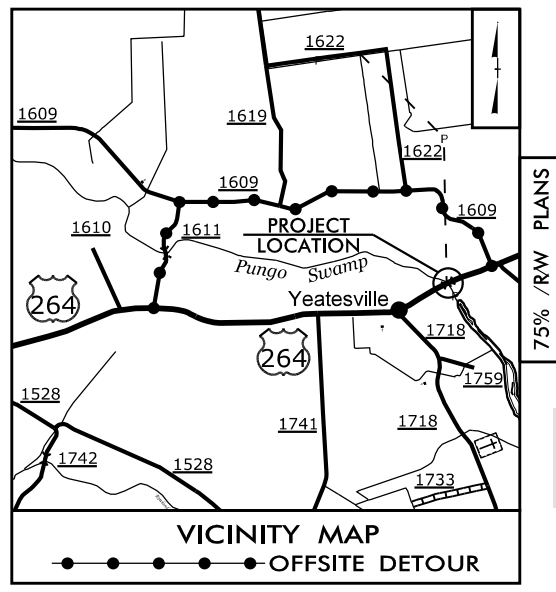 1622
1609
1619
1622
1609
1609
1610
1611
PROJECT
LOCATION
Pungo Swamp
264
Yeatesville
264
1718
1759
1528
1741
1718
1742
1528
1733
P
75% /RW PLANS
VICINITY MAP
OFFSITE DETOUR